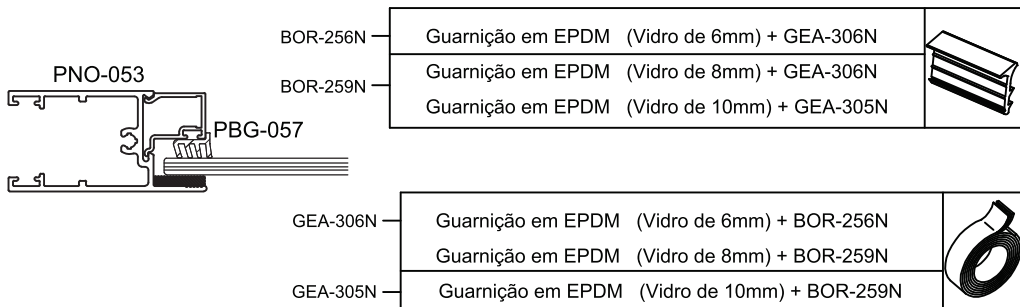 BOR-256N
Guarnição em EPDM (Vidro de 6mm) + GEA-306N
BOR-259N
Guarnição em EPDM (Vidro de 8mm) + GEA-306N
Guarnição em EPDM (Vidro de 10mm) + GEA-305N
PNO-053
PBG-057
GEA-306N
Guarnição em EPDM (Vidro de 6mm) + BOR-256N
Guarnição em EPDM (Vidro de 8mm) + BOR-259N
GEA-305N
Guarnição em EPDM (Vidro de 10mm) + BOR-259N